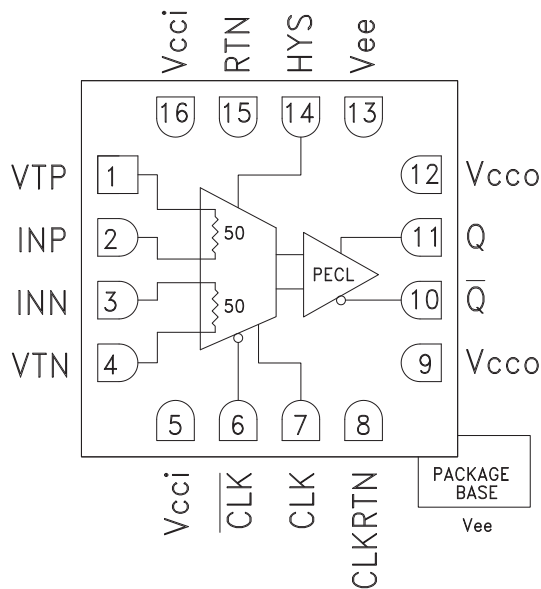 Vcci
RTN
HYS
Vee
16
15
14
13
VTP
1
12
Vcco
INP
2
50
11
Q
PECL
INN
3
50
10
Q̅
VTN
4
9
Vcco
5
6
7
8
Vcci
C̅L̅K̅
CLK
CLKRTN
PACKAGE
BASE
Vee